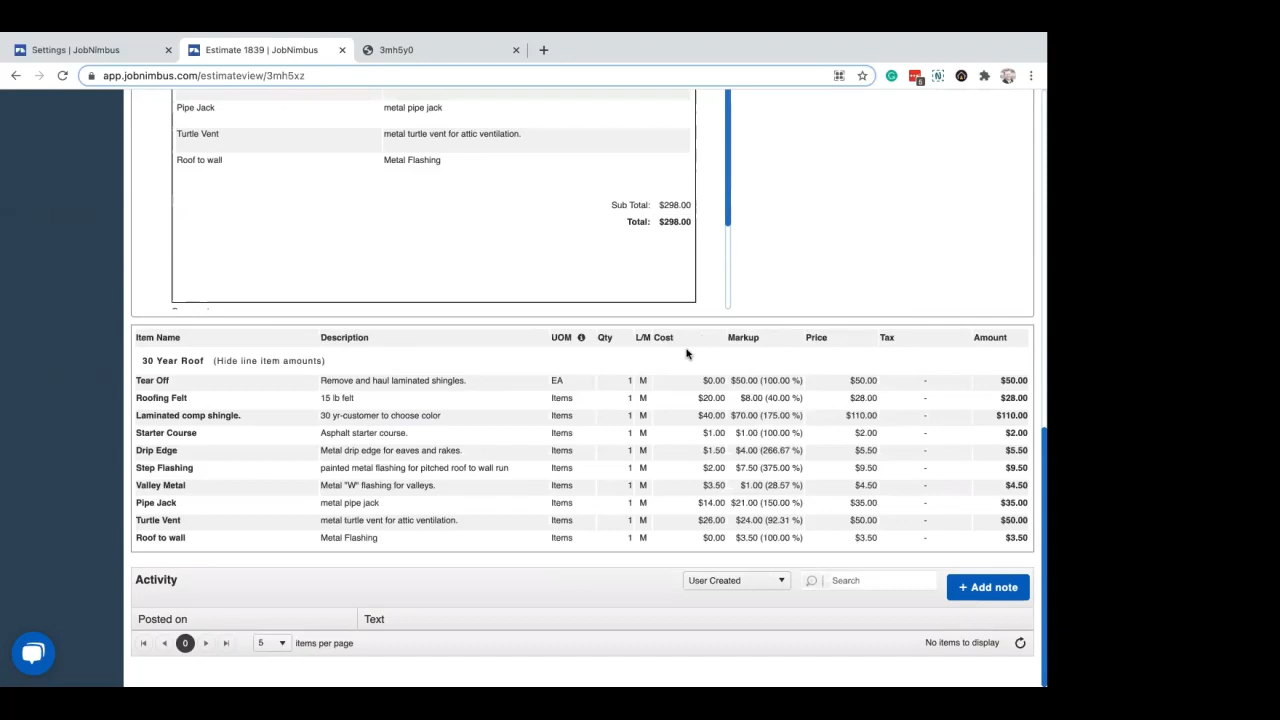 Settings | JobNimbus
Estimate 1839 | JobNimbus
3mh5y0
app.jobnimbus.com/estimateview/3mh5xz
Pipe Jack metal pipe jack
Turtle Vent metal turtle vent for attic ventilation.
Roof to wall Metal Flashing
Sub Total: $298.00
Total: $298.00
Item Name Description UOM Qty L/M Cost Markup Price Tax Amount
30 Year Roof (Hide line item amounts)
Tear Off Remove and haul laminated shingles. EA 1 M $0.00 $50.00 (100.00 %) $50.00 - $50.00
Roofing Felt 15 lb felt Items 1 M $20.00 $8.00 (40.00 %) $28.00 - $28.00
Laminated comp shingle. 30 yr-customer to choose color Items 1 M $40.00 $70.00 (175.00 %) $110.00 - $110.00
Starter Course Asphalt starter course. Items 1 M $1.00 $1.00 (100.00 %) $2.00 - $2.00
Drip Edge Metal drip edge for eaves and rakes. Items 1 M $1.50 $4.00 (266.67 %) $5.50 - $5.50
Step Flashing painted metal flashing for pitched roof to wall run Items 1 M $2.00 $7.50 (375.00 %) $9.50 - $9.50
Valley Metal Metal "W" flashing for valleys. Items 1 M $3.50 $1.00 (28.57 %) $4.50 - $4.50
Pipe Jack metal pipe jack Items 1 M $14.00 $21.00 (150.00 %) $35.00 - $35.00
Turtle Vent metal turtle vent for attic ventilation. Items 1 M $26.00 $24.00 (92.31 %) $50.00 - $50.00
Roof to wall Metal Flashing Items 1 M $0.00 $3.50 (100.00 %) $3.50 - $3.50
Activity
User Created
Search
+ Add note
Posted on Text
0
5 items per page
No items to display